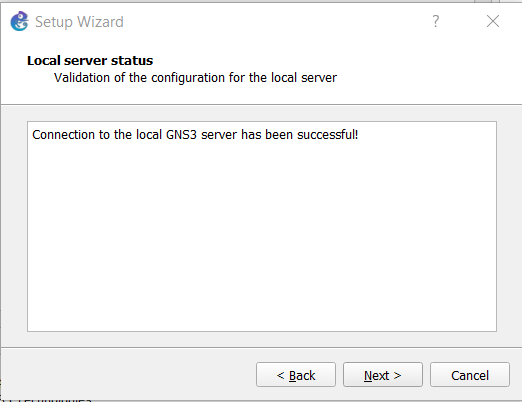 Setup Wizard
?
Local server status
Validation of the configuration for the local server
Connection to the local GNS3 server has been successful!
< Back
Next >
Cancel